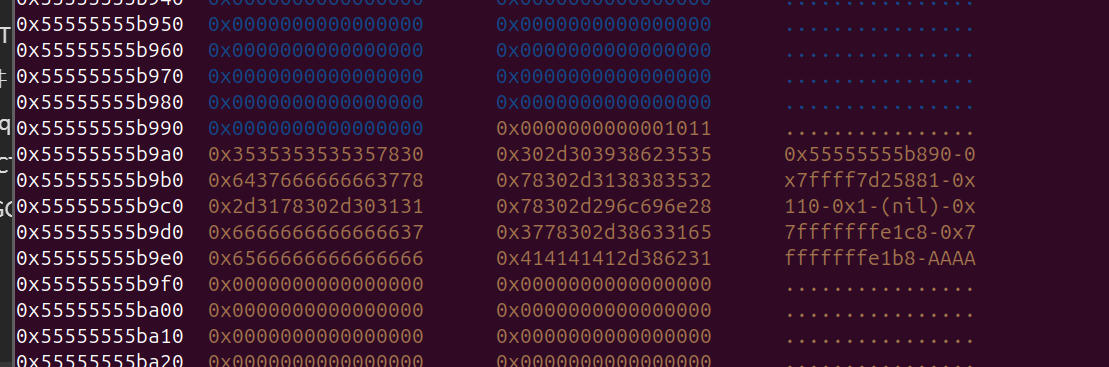 0x55555555b940 0x0000000000000000 0x0000000000000000 ................
0x55555555b950 0x0000000000000000 0x0000000000000000 ................
0x55555555b960 0x0000000000000000 0x0000000000000000 ................
0x55555555b970 0x0000000000000000 0x0000000000000000 ................
0x55555555b980 0x0000000000000000 0x0000000000000000 ................
0x55555555b990 0x0000000000000000 0x0000000000001011 ................
0x55555555b9a0 0x3535353535357830 0x302d303938623535 0x55555555b890-0
0x55555555b9b0 0x6437666666663778 0x78302d3138383532 x7ffff7d25881-0x
0x55555555b9c0 0x2d3178302d303131 0x78302d296c696e28 110-0x1-(nil)-0x
0x55555555b9d0 0x6666666666666637 0x3778302d38633165 7fffffffe1c8-0x7
0x55555555b9e0 0x6566666666666666 0x414141412d386231 fffffffe1b8-AAAA
0x55555555b9f0 0x0000000000000000 0x0000000000000000 ................
0x55555555ba00 0x0000000000000000 0x0000000000000000 ................
0x55555555ba10 0x0000000000000000 0x0000000000000000 ................
0x55555555ba20 0x0000000000000000 0x0000000000000000 ................